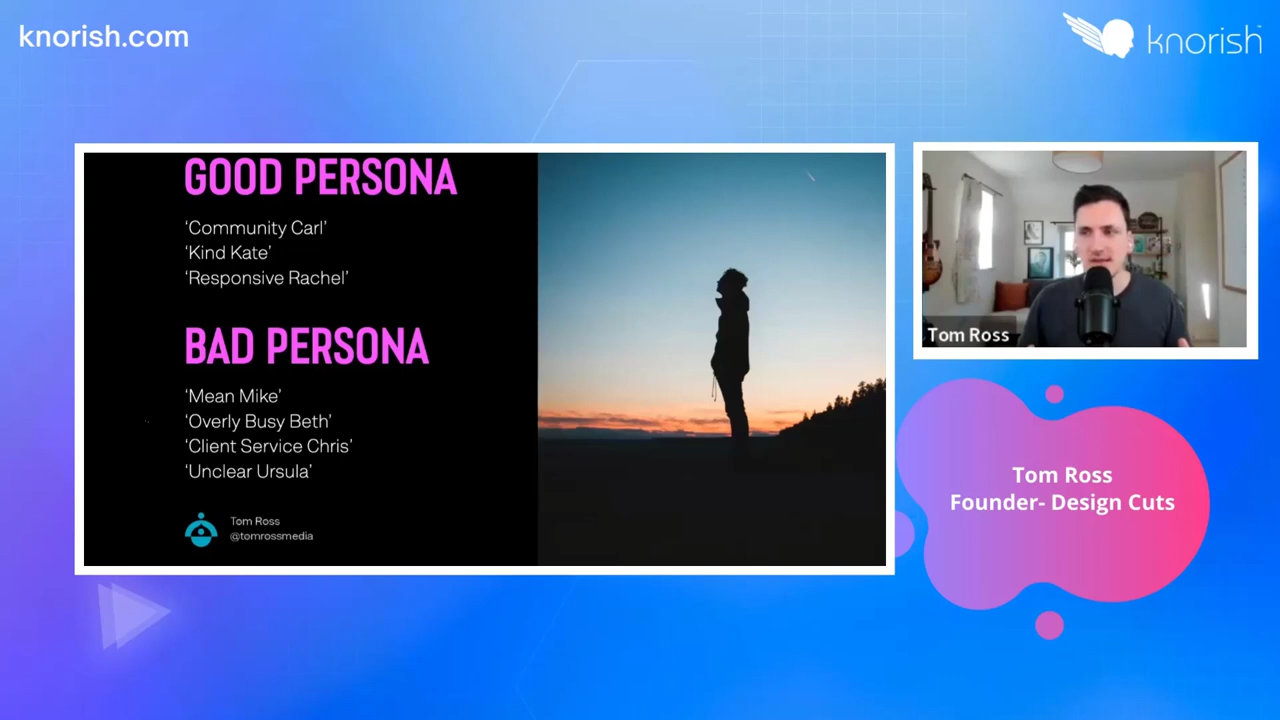 knorish.com
knorish
GOOD PERSONA
‘Community Carl’
‘Kind Kate’
‘Responsive Rachel’
BAD PERSONA
‘Mean Mike’
‘Overly Busy Beth’
‘Client Service Chris’
‘Unclear Ursula’
Tom Ross
@tomrossmedia
Tom Ross
Tom Ross
Founder- Design Cuts